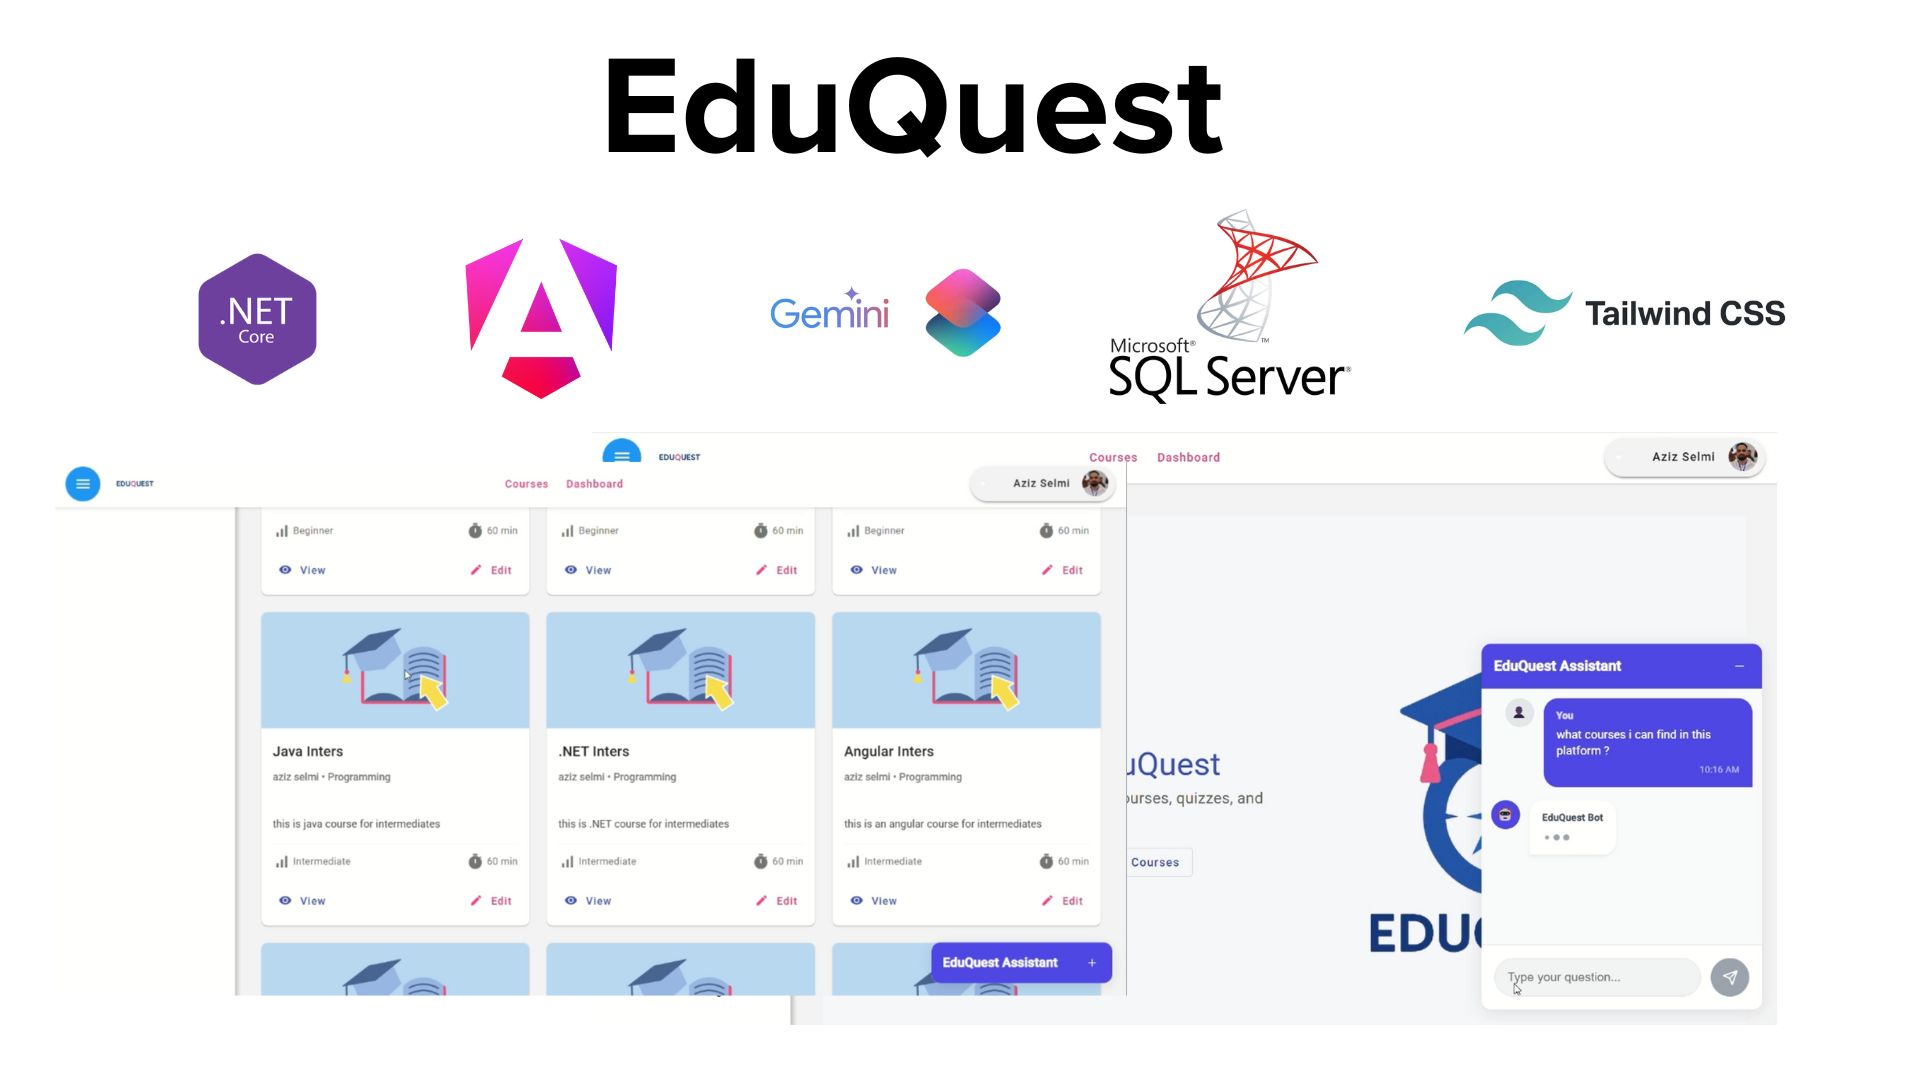 EduQuest
.NET
Core
Gemini
Microsoft®
SQL Server®
TM
Tailwind CSS
EDUQUEST
Courses Dashboard
Aziz Selmi
EDUQUEST
Courses Dashboard
Aziz Selmi
Beginner 60 min
View Edit
Beginner 60 min
View Edit
Beginner 60 min
View Edit
Java Inters
aziz selmi • Programming
this is java course for intermediates
Intermediate 60 min
View Edit
.NET Inters
aziz selmi • Programming
this is .NET course for intermediates
Intermediate 60 min
View Edit
Angular Inters
aziz selmi • Programming
this is an angular course for intermediates
Intermediate 60 min
View Edit
EduQuest Assistant +
uQuest
ourses, quizzes, and
Courses
EDU
EduQuest Assistant –
You
what courses i can find in this
platform ?
10:16 AM
EduQuest Bot
Type your question...